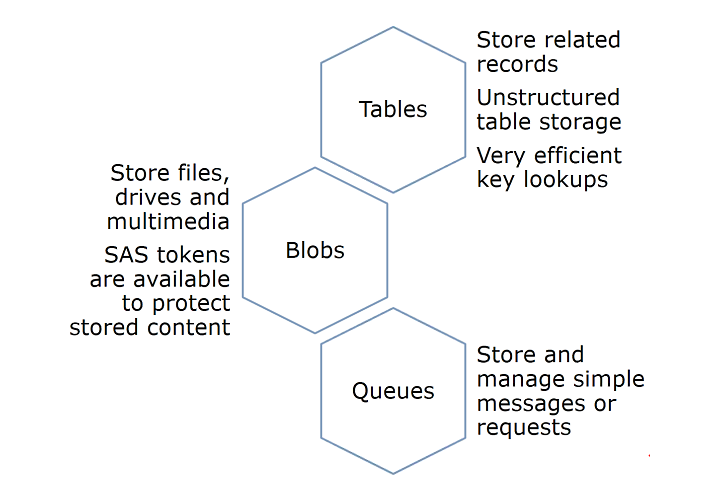 Tables
Store related
records
Unstructured
table storage
Very efficient
key lookups
Store files,
drives and
multimedia
SAS tokens
are available
to protect
stored content
Blobs
Queues
Store and
manage simple
messages or
requests